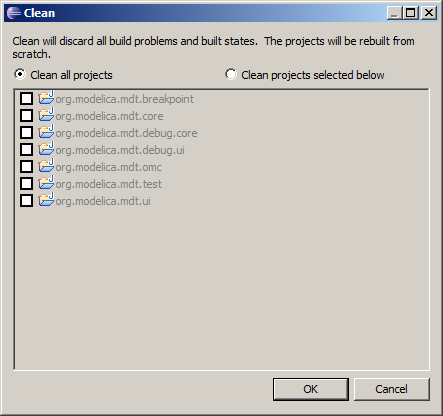 Clean
Clean will discard all build problems and built states. The projects will be rebuilt from
scratch.
Clean all projects
Clean projects selected below
org.modelica.mdt.breakpoint
org.modelica.mdt.core
org.modelica.mdt.debug.core
org.modelica.mdt.debug.ui
org.modelica.mdt.omc
org.modelica.mdt.test
org.modelica.mdt.ui
OK
Cancel